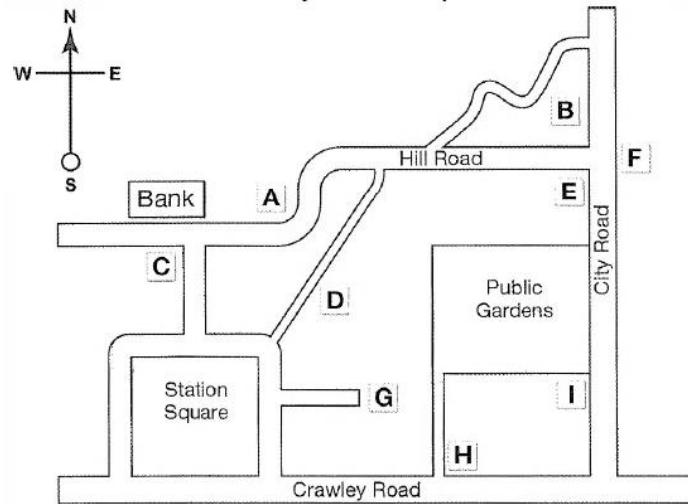 N
W E
S
B
Hill Road
F
A
Bank
E
C
City Road
D
Public
Gardens
Station
Square
G
I
H
Crawley Road